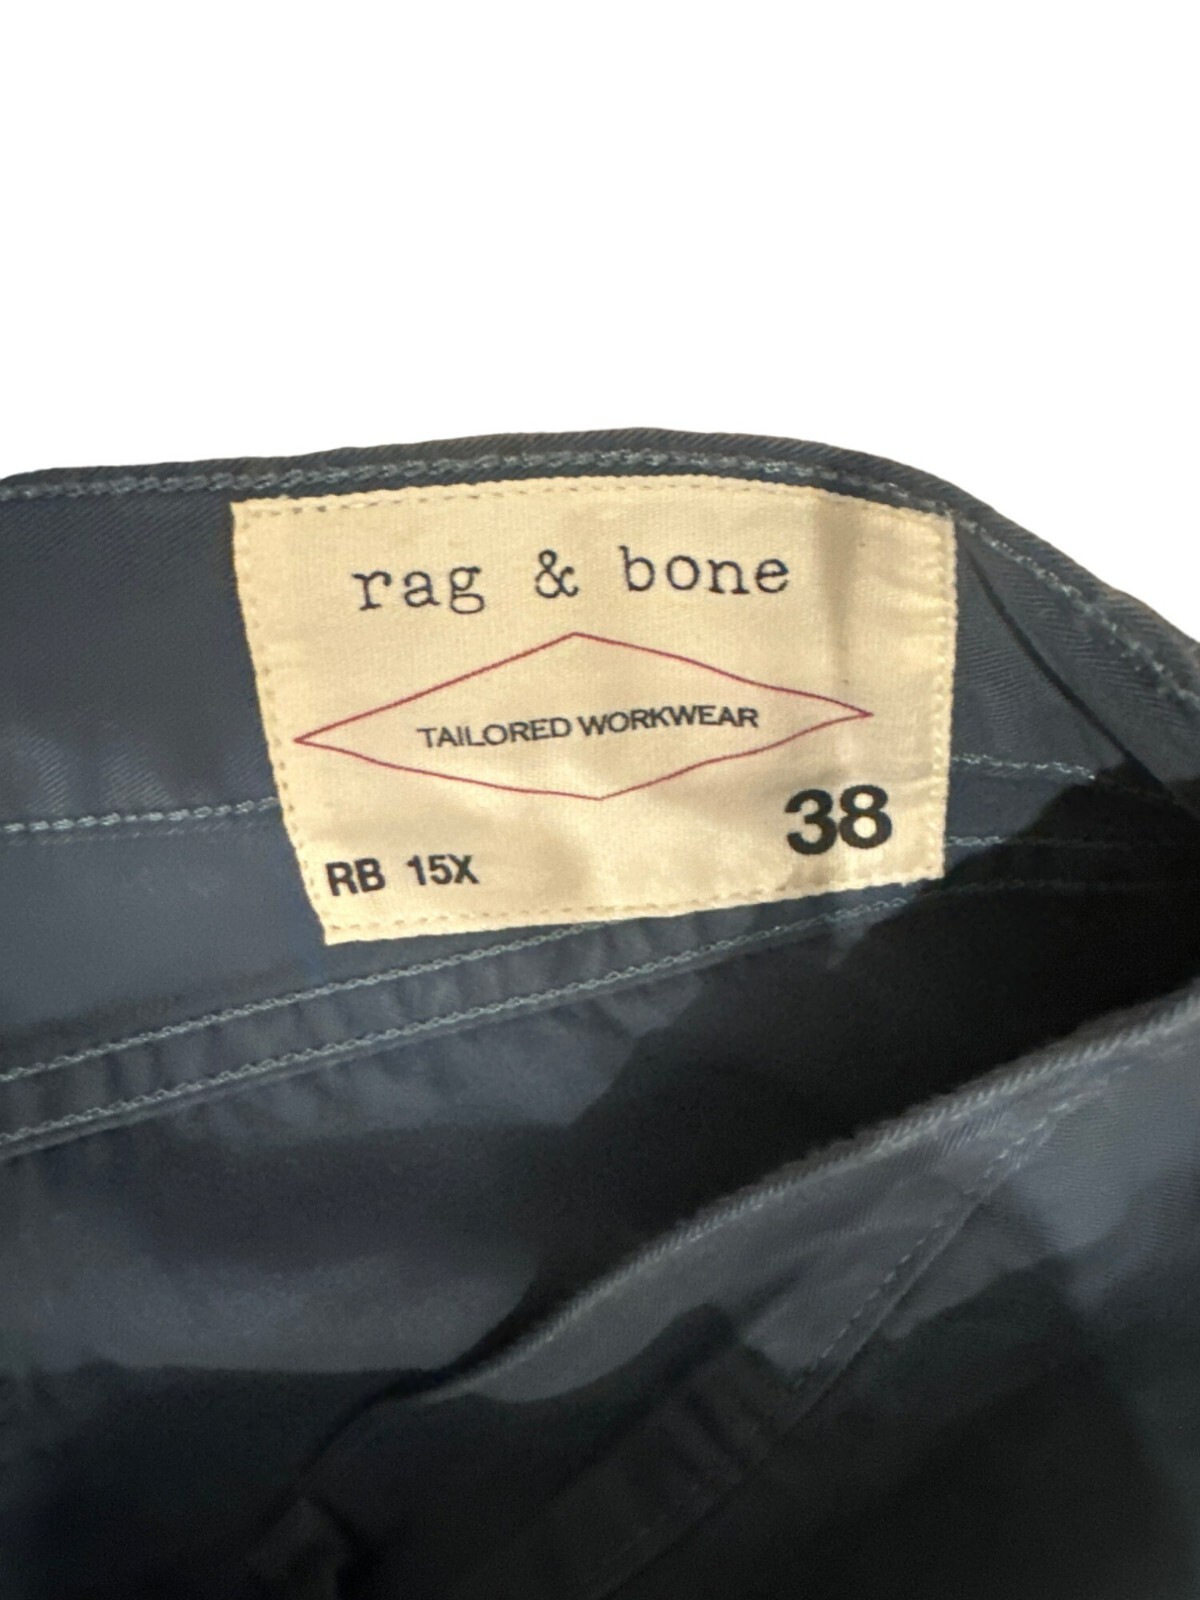 rag & bone
TAILORED WORKWEAR
38
RB 15X